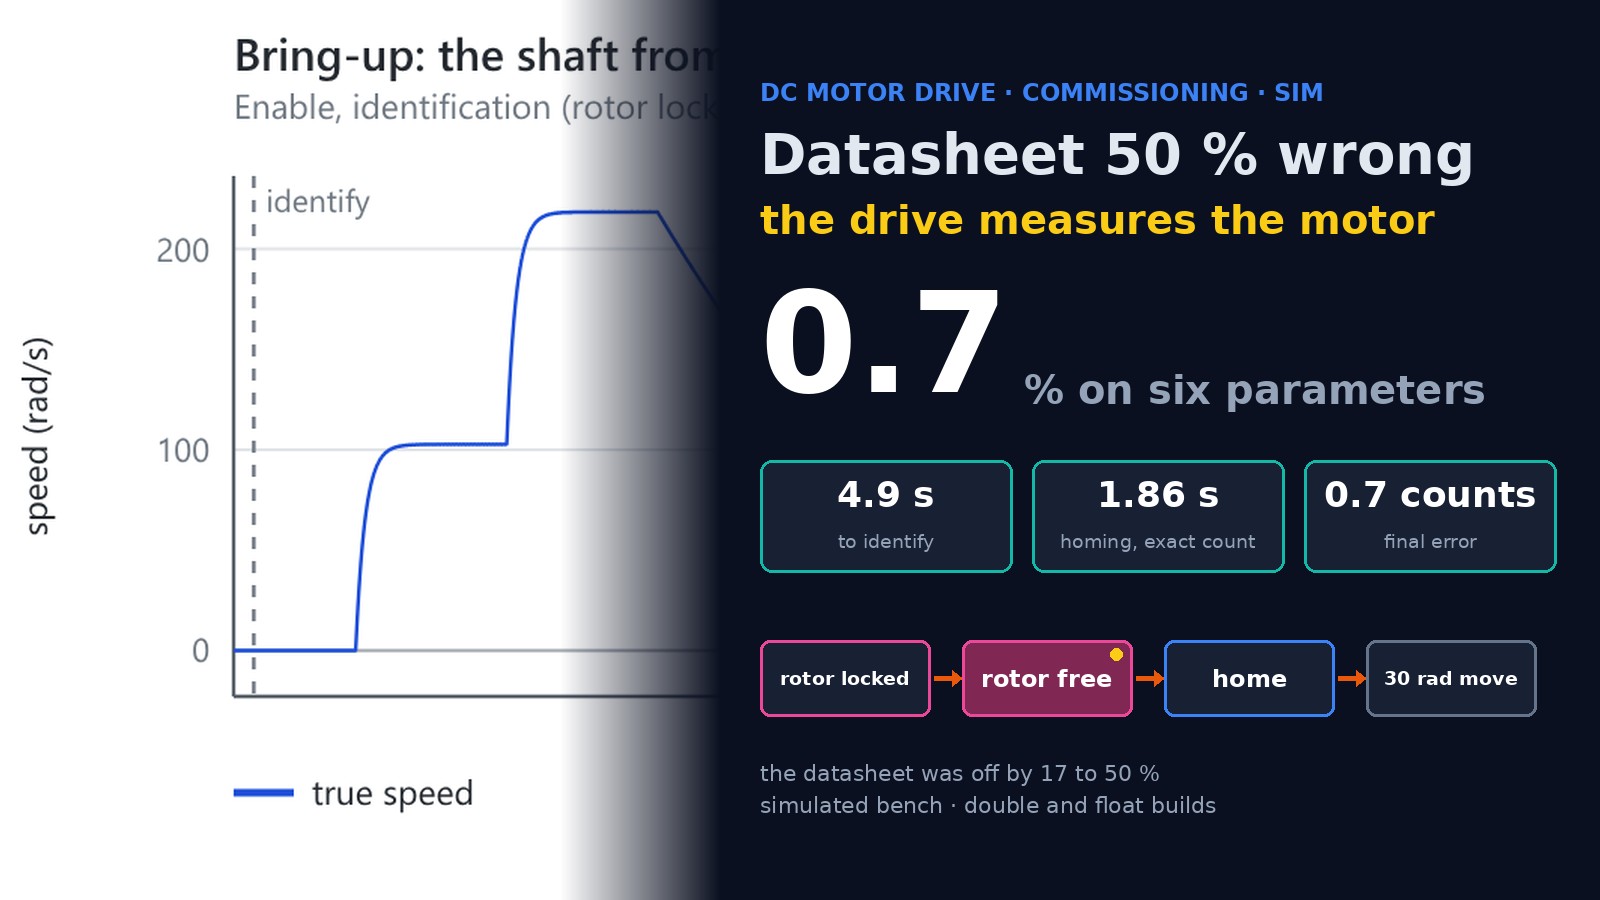 Bring-up: the shaft from
Enable, identification (rotor lock
identify
200
100
0
speed (rad/s)
true speed
DC MOTOR DRIVE · COMMISSIONING · SIM
Datasheet 50 % wrong
the drive measures the motor
0.7 % on six parameters
4.9 s
to identify
1.86 s
homing, exact count
0.7 counts
final error
rotor locked
rotor free
home
30 rad move
the datasheet was off by 17 to 50 %
simulated bench · double and float builds